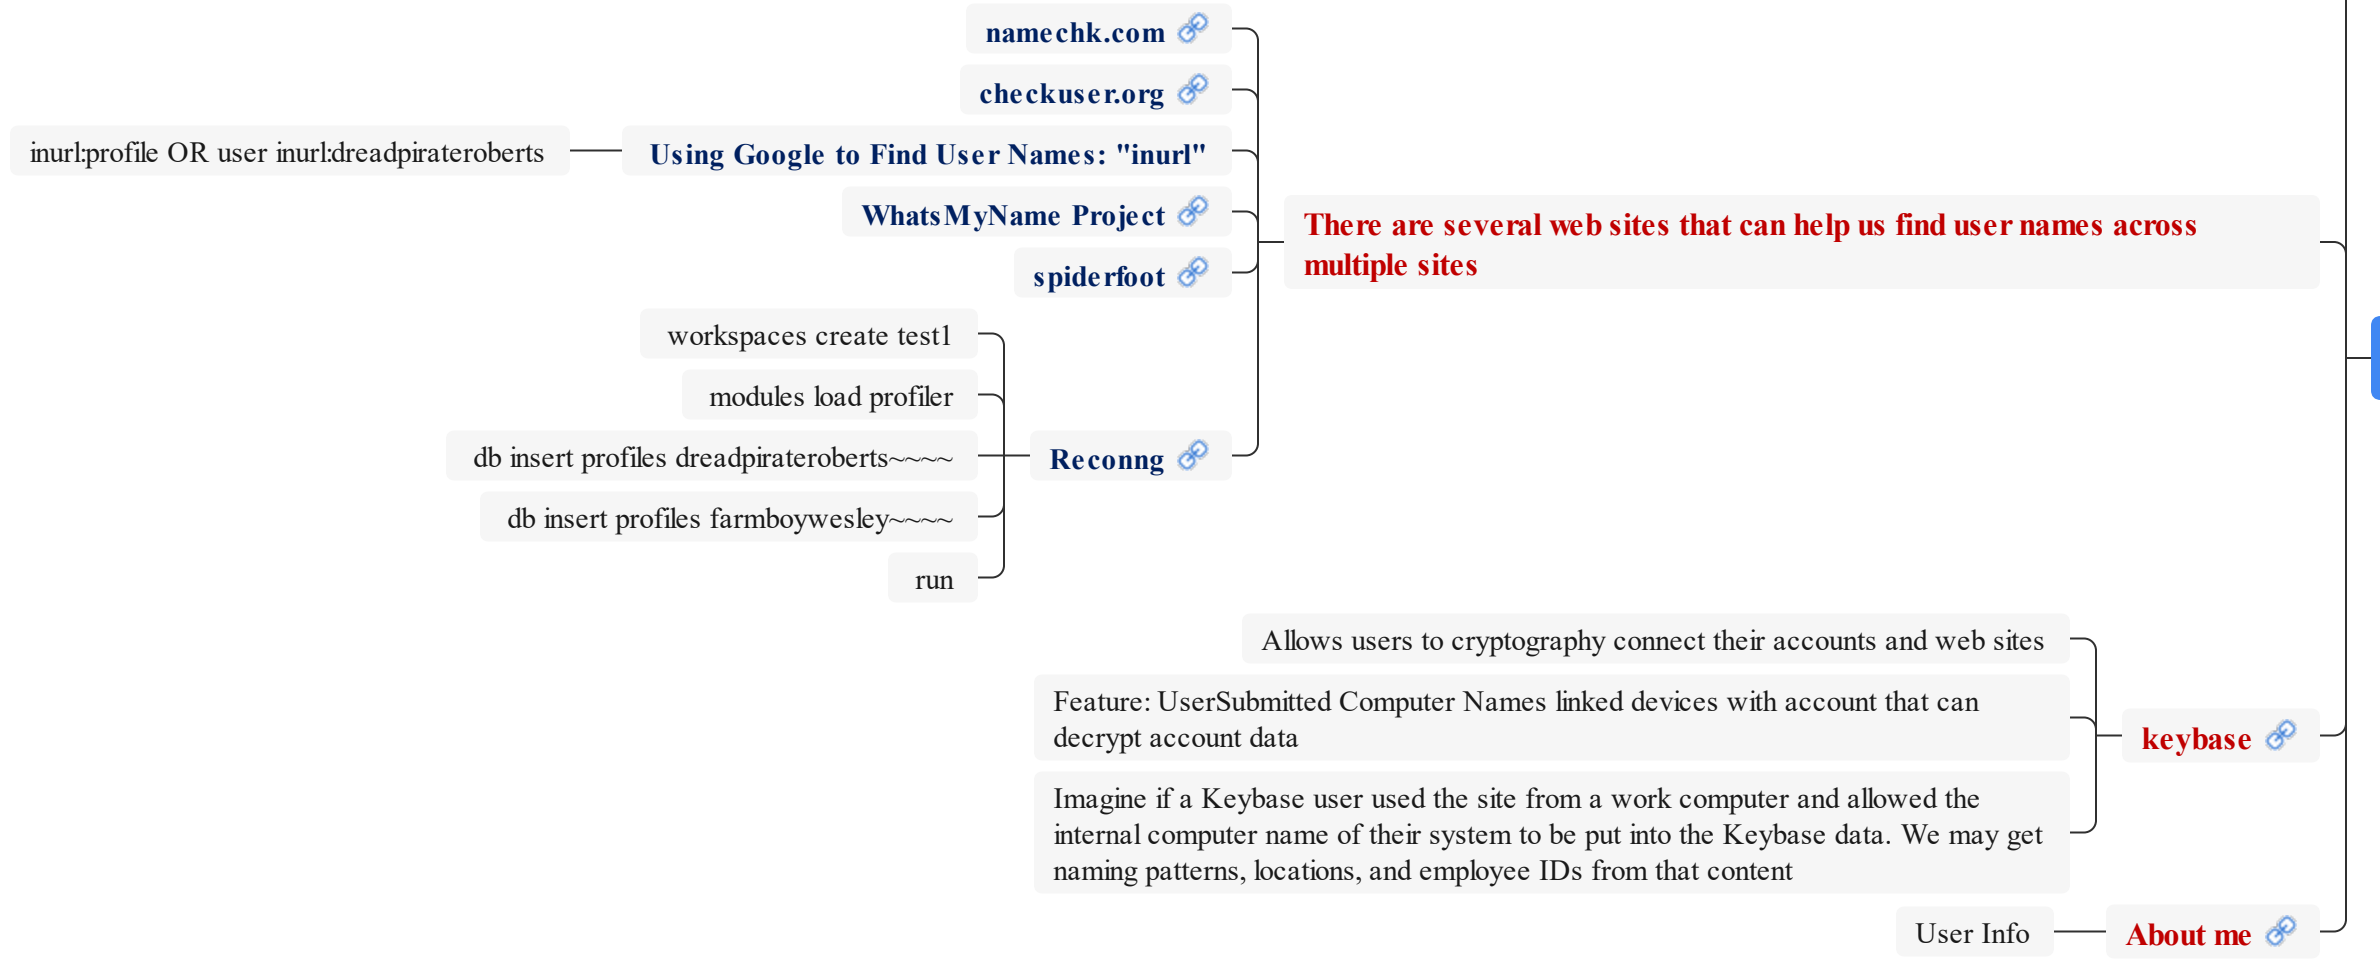 namechk.com
checkuser.org
inurl:profile OR user inurl:dreadpirateroberts
Using Google to Find User Names: "inurl"
WhatsMyName Project
spiderfoot
There are several web sites that can help us find user names across
multiple sites
workspaces create test1
modules load profiler
db insert profiles dreadpirateroberts~~~~
Reconng
db insert profiles farmboywesley~~~~
run
Allows users to cryptography connect their accounts and web sites
Feature: UserSubmitted Computer Names linked devices with account that can
decrypt account data
keybase
Imagine if a Keybase user used the site from a work computer and allowed the
internal computer name of their system to be put into the Keybase data. We may get
naming patterns, locations, and employee IDs from that content
User Info
About me